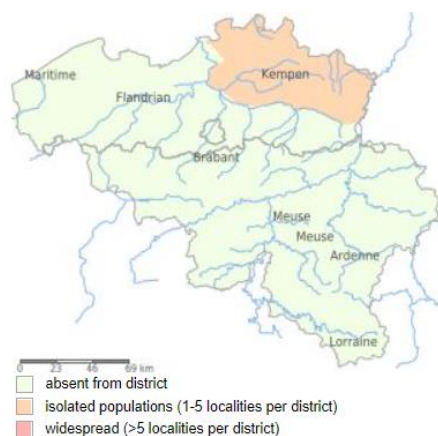 Maritime
Kempen
Flandrian
Brabant
Meuse
Meuse
Ardenne
Lorraine
0 23 46 69 km
absent from district
isolated populations (1-5 localities per district)
widespread (>5 localities per district)